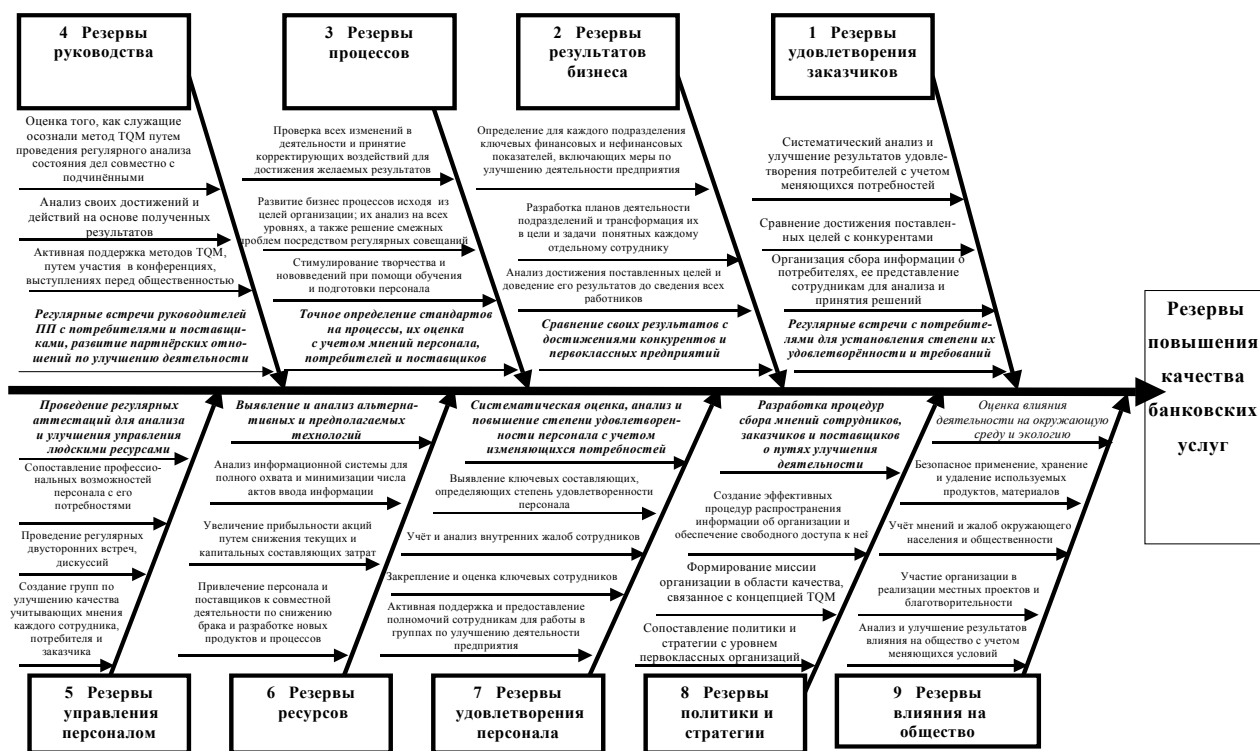 4 Резервы
руководства
3 Резервы
процессов
2 Резервы
результатов
бизнеса
1 Резервы
удовлетворения
заказчиков
Оценка того, как служащие
осознали метод TQM путем
проведения регулярного анализа
состояния дел совместно с
подчинёнными
Анализ своих достижений и
действий на основе полученных
результатов
Активная поддержка методов TQM,
путем участия в конференциях,
выступлениях перед общественностью
Регулярные встречи руководителей
ПП с потребителями и поставщи-
ками, развитие партнёрских отно-
шений по улучшению деятельности
Проверка всех изменений в
деятельности и принятие
корректирующих воздействий для
достижения желаемых результатов
Развитие бизнес процессов исходя из
целей организации; их анализ на всех
уровнях, а также решение смежных
проблем посредством регулярных совещаний
Стимулирование творчества и
нововведений при помощи обучения
и подготовки персонала
Точное определение стандартов
на процессы, их оценка
с учетом мнений персонала,
потребителей и поставщиков
Определение для каждого подразделения
ключевых финансовых и нефинансовых
показателей, включающих меры по
улучшению деятельности предприятия
Разработка планов деятельности
подразделений и трансформация их
в цели и задачи понятных каждому
отдельному сотруднику
Анализ достижения поставленных целей и
доведение его результата до сведения всех
работников
Сравнение своих результатов с
достижениями конкурентов и
первоклассных предприятий
Систематический анализ и
улучшение результатов удовле-
творения потребителей с учетом
меняющихся потребностей
Сравнение достижения поставлен-
ных целей с конкурентами
Организация сбора информации о
потребителях, ее представление
сотрудникам для анализа и
принятия решений
Регулярные встречи с потребите-
лями для установления степени их
удовлетворённости и требований
Резервы
повышения
качества
банковских
услуг
Проведение регулярных
аттестаций для анализа
и улучшения управления
людскими ресурсами
Сопоставление профессио-
нальных возможностей
персонала с его
потребностями
Проведение регулярных
двусторонних встреч,
дискуссий
Создание групп по
улучшению качества
учитывающих мнения
каждого сотрудника,
потребителя и
заказчика
Выявление и анализ альтерна-
тивных и предполагаемых
технологий
Анализ информационной системы для
полного охвата и минимизации числа
актов ввода информации
Увеличение прибыльности акций
путем снижения текущих и
капитальных составляющих затрат
Привлечение персонала и
поставщиков к совместной
деятельности по снижению
брака и разработке новых
продуктов и процессов
Систематическая оценка, анализ и
повышение степени удовлетворен-
ности персонала с учетом
изменяющихся потребностей
Выявление ключевых составляющих,
определяющих степень удовлетворенности
персонала
Учёт и анализ внутренних жалоб сотрудников
Закрепление и оценка ключевых сотрудников
Активная поддержка и предоставление
полномочий сотрудникам для работы в
группах по улучшению деятельности
предприятия
Разработка процедур
сбора мнений сотрудников,
заказчиков и поставщиков
о путях улучшения
деятельности
Создание эффективных
процедур распространения
информации об организации и
обеспечение свободного доступа к ней
Формирование миссии
организации в области качества,
связанное с концепцией TQM
Сопоставление политики и
стратегии с уровнем
первоклассных организаций
Оценка влияния
деятельности на окружающую
среду и экологию
Безопасное применение, хранение
и удаление используемых
продуктов, материалов
Учёт мнений и жалоб окружающего
населения и общественности
Участие организации в
реализации местных проектов и
благотворительности
Анализ и улучшение результатов
влияния на общество с учетом
меняющихся условий
5 Резервы
управления
персоналом
6 Резервы
ресурсов
7 Резервы
удовлетворения
персонала
8 Резервы
политики и
стратегии
9 Резервы
влияния на
общество